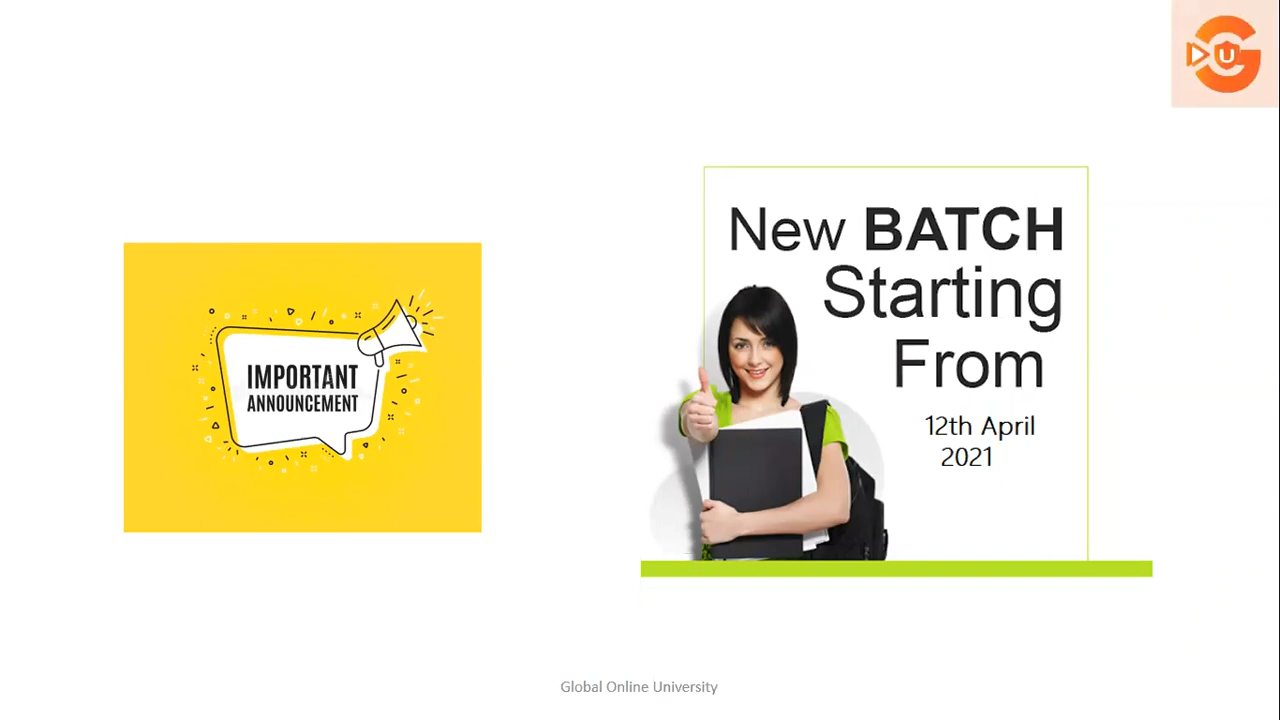 U
IMPORTANT
ANNOUNCEMENT
New BATCH
Starting
From
12th April
2021
Global Online University